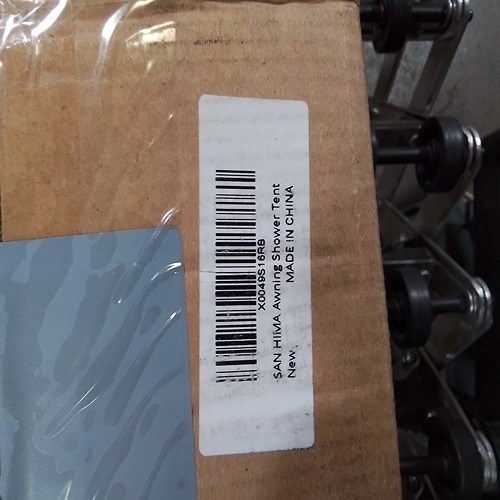 X0049S16RB
SAN HIMA Awning Shower Tent
MADE IN CHINA
New